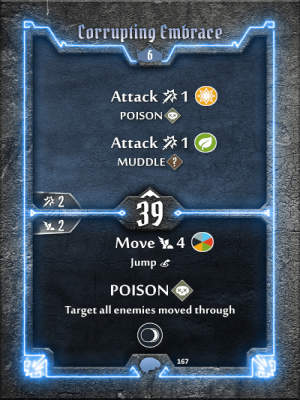 Corrupting Embrace
6
Attack 1
POISON
Attack 1
MUDDLE ?
2
39
2
Move 4
Jump
POISON
Target all enemies moved through
167